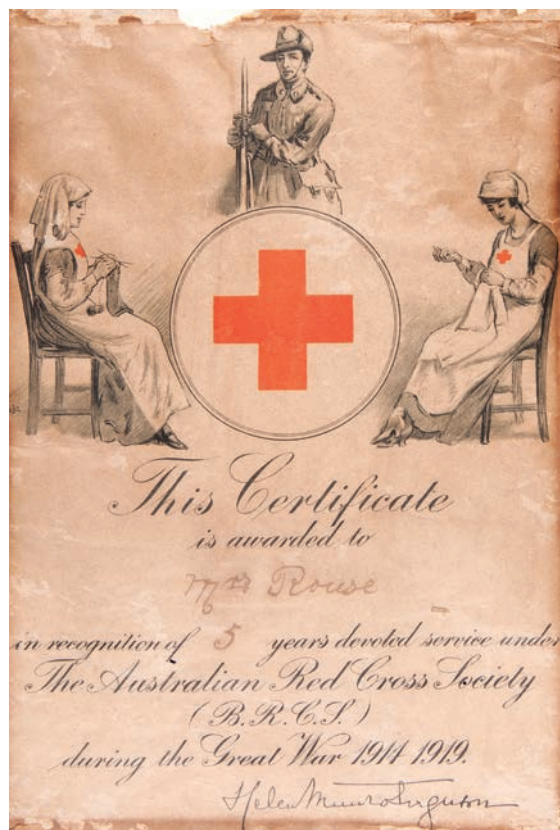 This Certificate
is awarded to
Mrs Rouse
in recognition of 5 years devoted service under
The Australian Red Cross Society
(B.R.C.S.)
during the Great War 1914 1919.
Helen Munro Ferguson